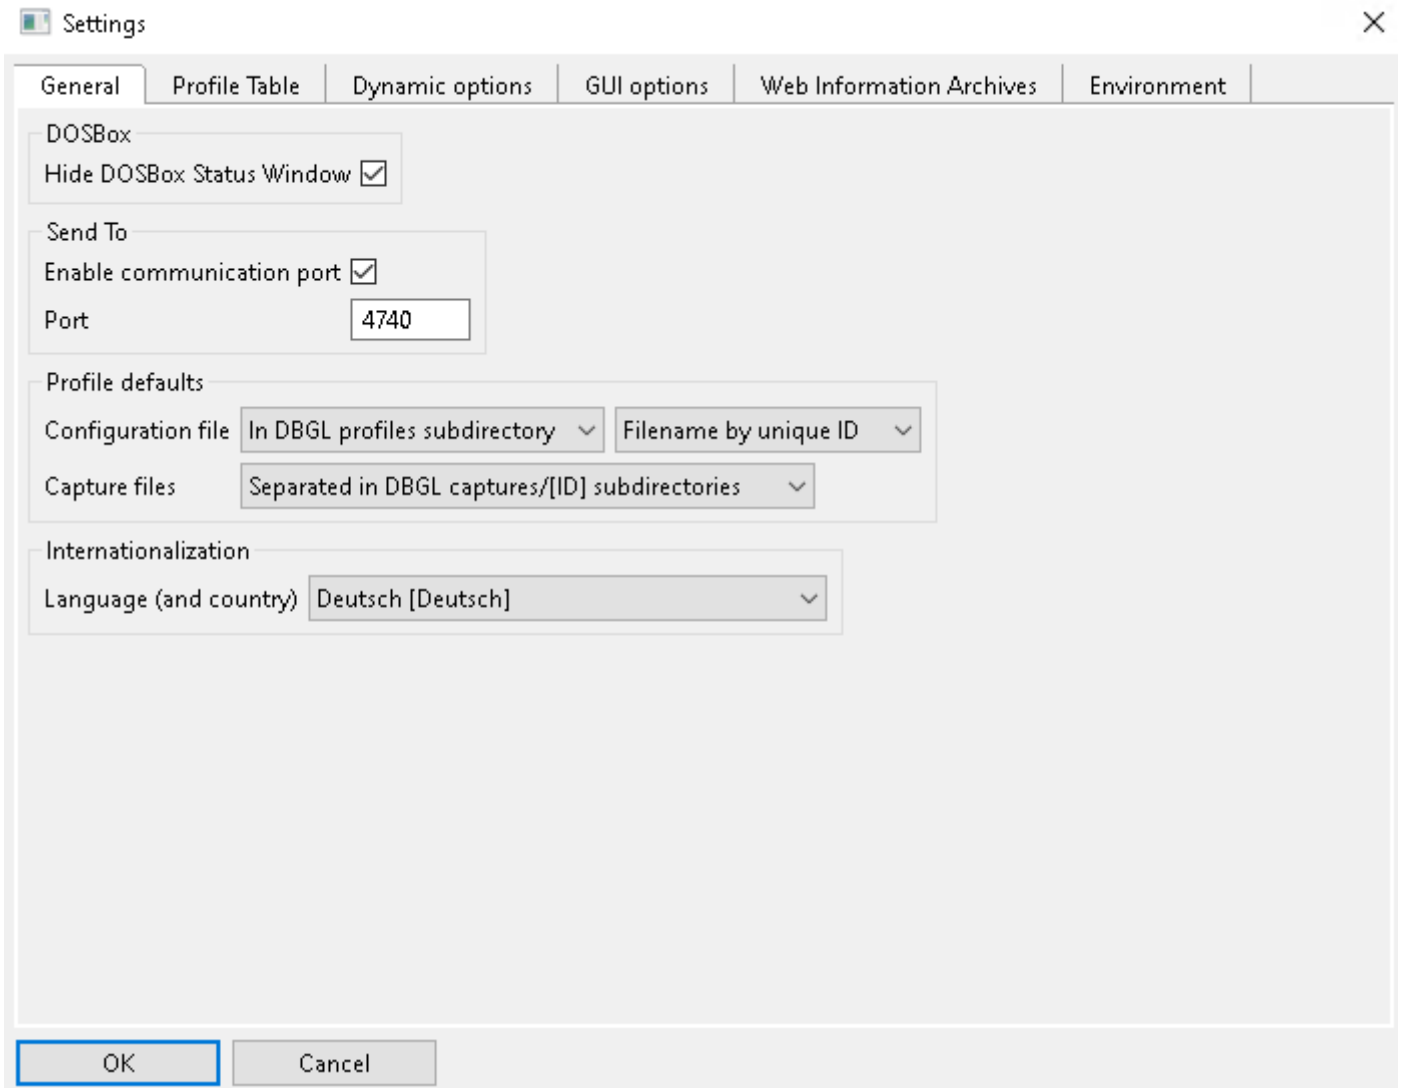 Settings
General Profile Table Dynamic options GUI options Web Information Archives Environment
DOSBox
Hide DOSBox Status Window
Send To
Enable communication port
Port 4740
Profile defaults
Configuration file In DBGL profiles subdirectory Filename by unique ID
Capture files Separated in DBGL captures/[ID] subdirectories
Internationalization
Language (and country) Deutsch [Deutsch]
OK Cancel